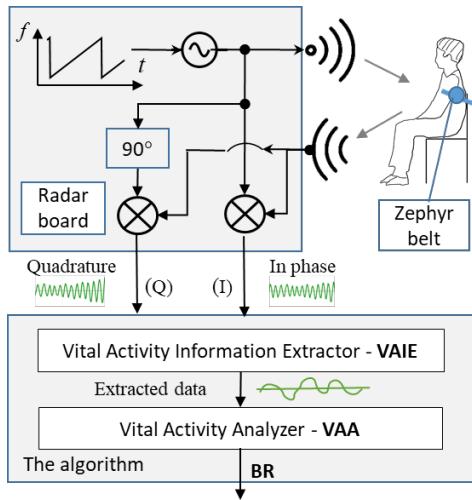 f
t
90°
Radar
board
Zephyr
belt
Quadrature
(Q)
(I)
In phase
Vital Activity Information Extractor - VAIE
Extracted data
Vital Activity Analyzer - VAA
The algorithm
BR